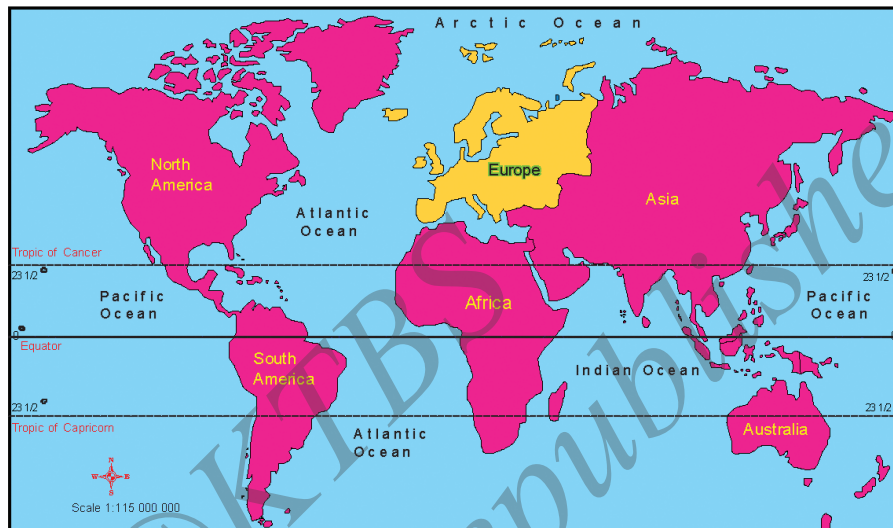 Arctic Ocean
North
America
Europe
Asia
Atlantic
Ocean
Tropic of Cancer
23 1/2
23 1/2
Pacific
Ocean
Africa
Pacific
Ocean
0
Equator
South
America
Indian Ocean
23 1/2
23 1/2
Tropic of Capricorn
Atlantic
Ocean
Australia
N
W
S
Scale 1:115 000 000
©KTBS
republishe